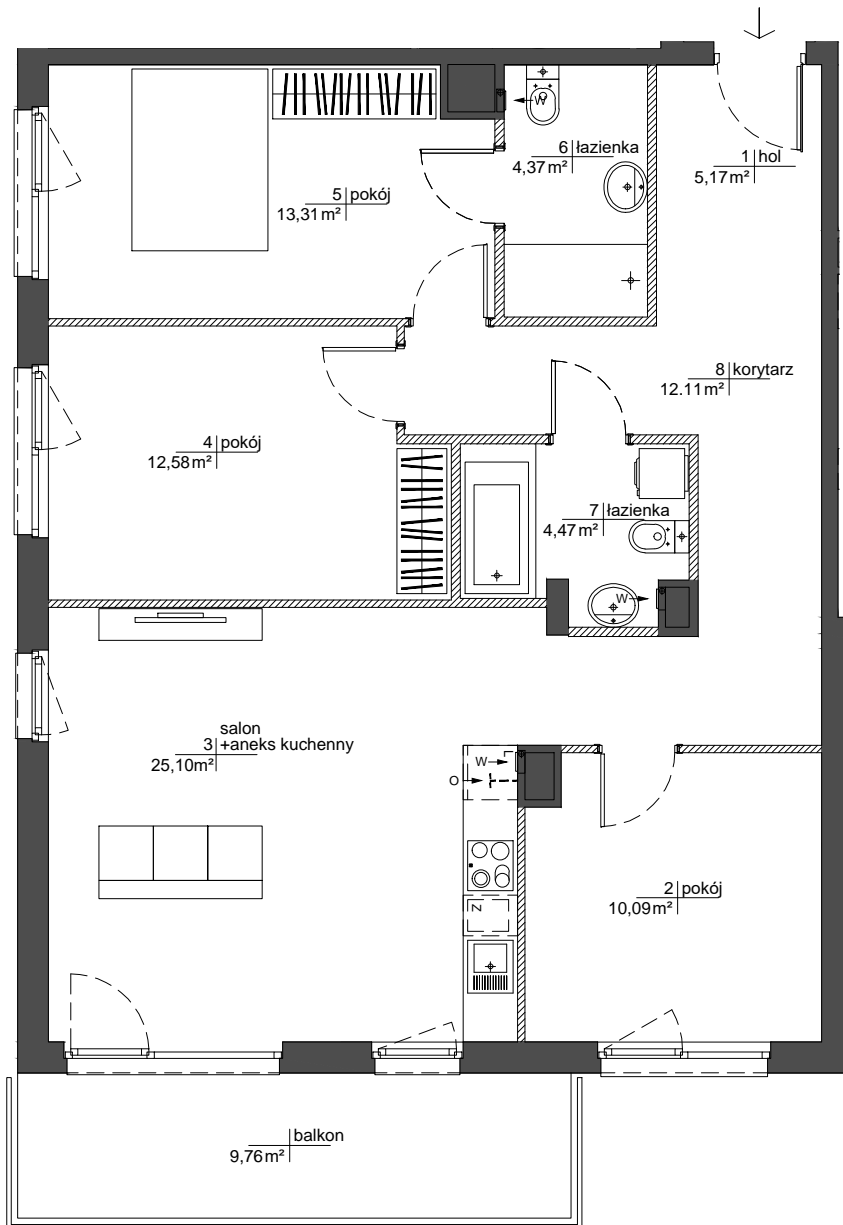 W
6 łazienka
4,37 m²
1 hol
5,17 m²
5 pokój
13,31 m²
8 korytarz
12.11 m²
4 pokój
12,58 m²
7 łazienka
4,47 m²
W
salon
3 +aneks kuchenny
25,10 m²
W
O
2 pokój
10,09 m²
Z
balkon
9,76 m²